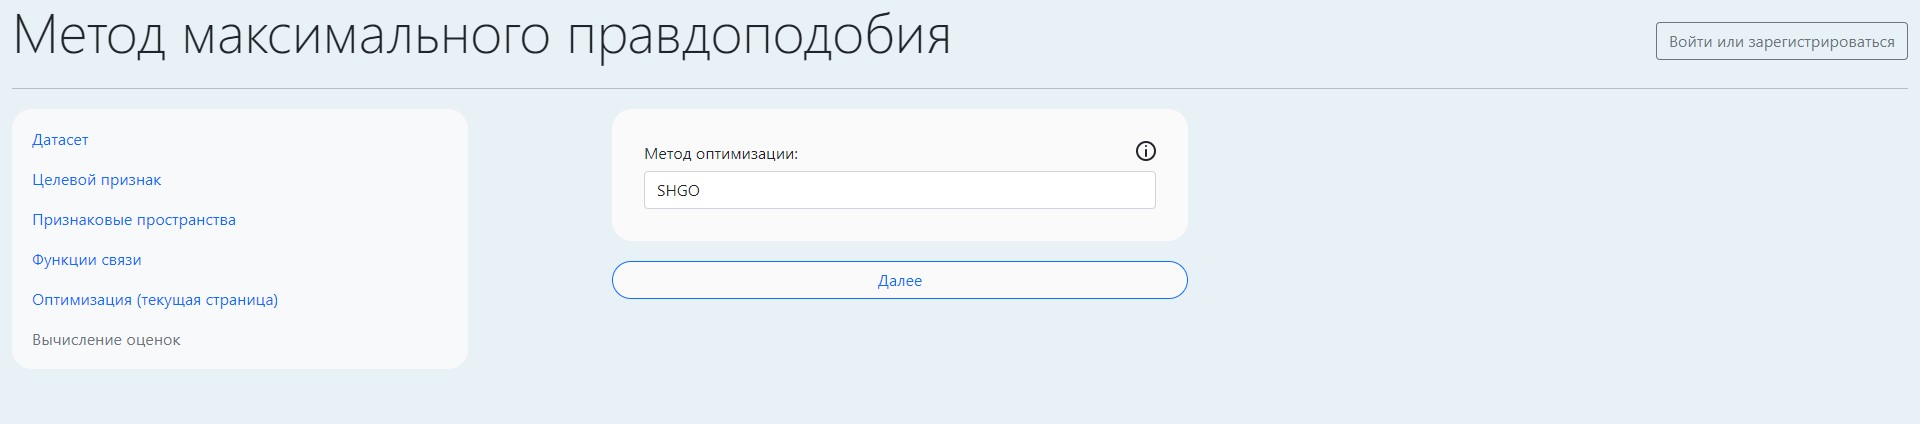 Метод максимального правдоподобия
Войти или зарегистрироваться
Датасет
Целевой признак
Признаковые пространства
Функции связи
Оптимизация (текущая страница)
Вычисление оценок
Метод оптимизации:
SHGO
Далее